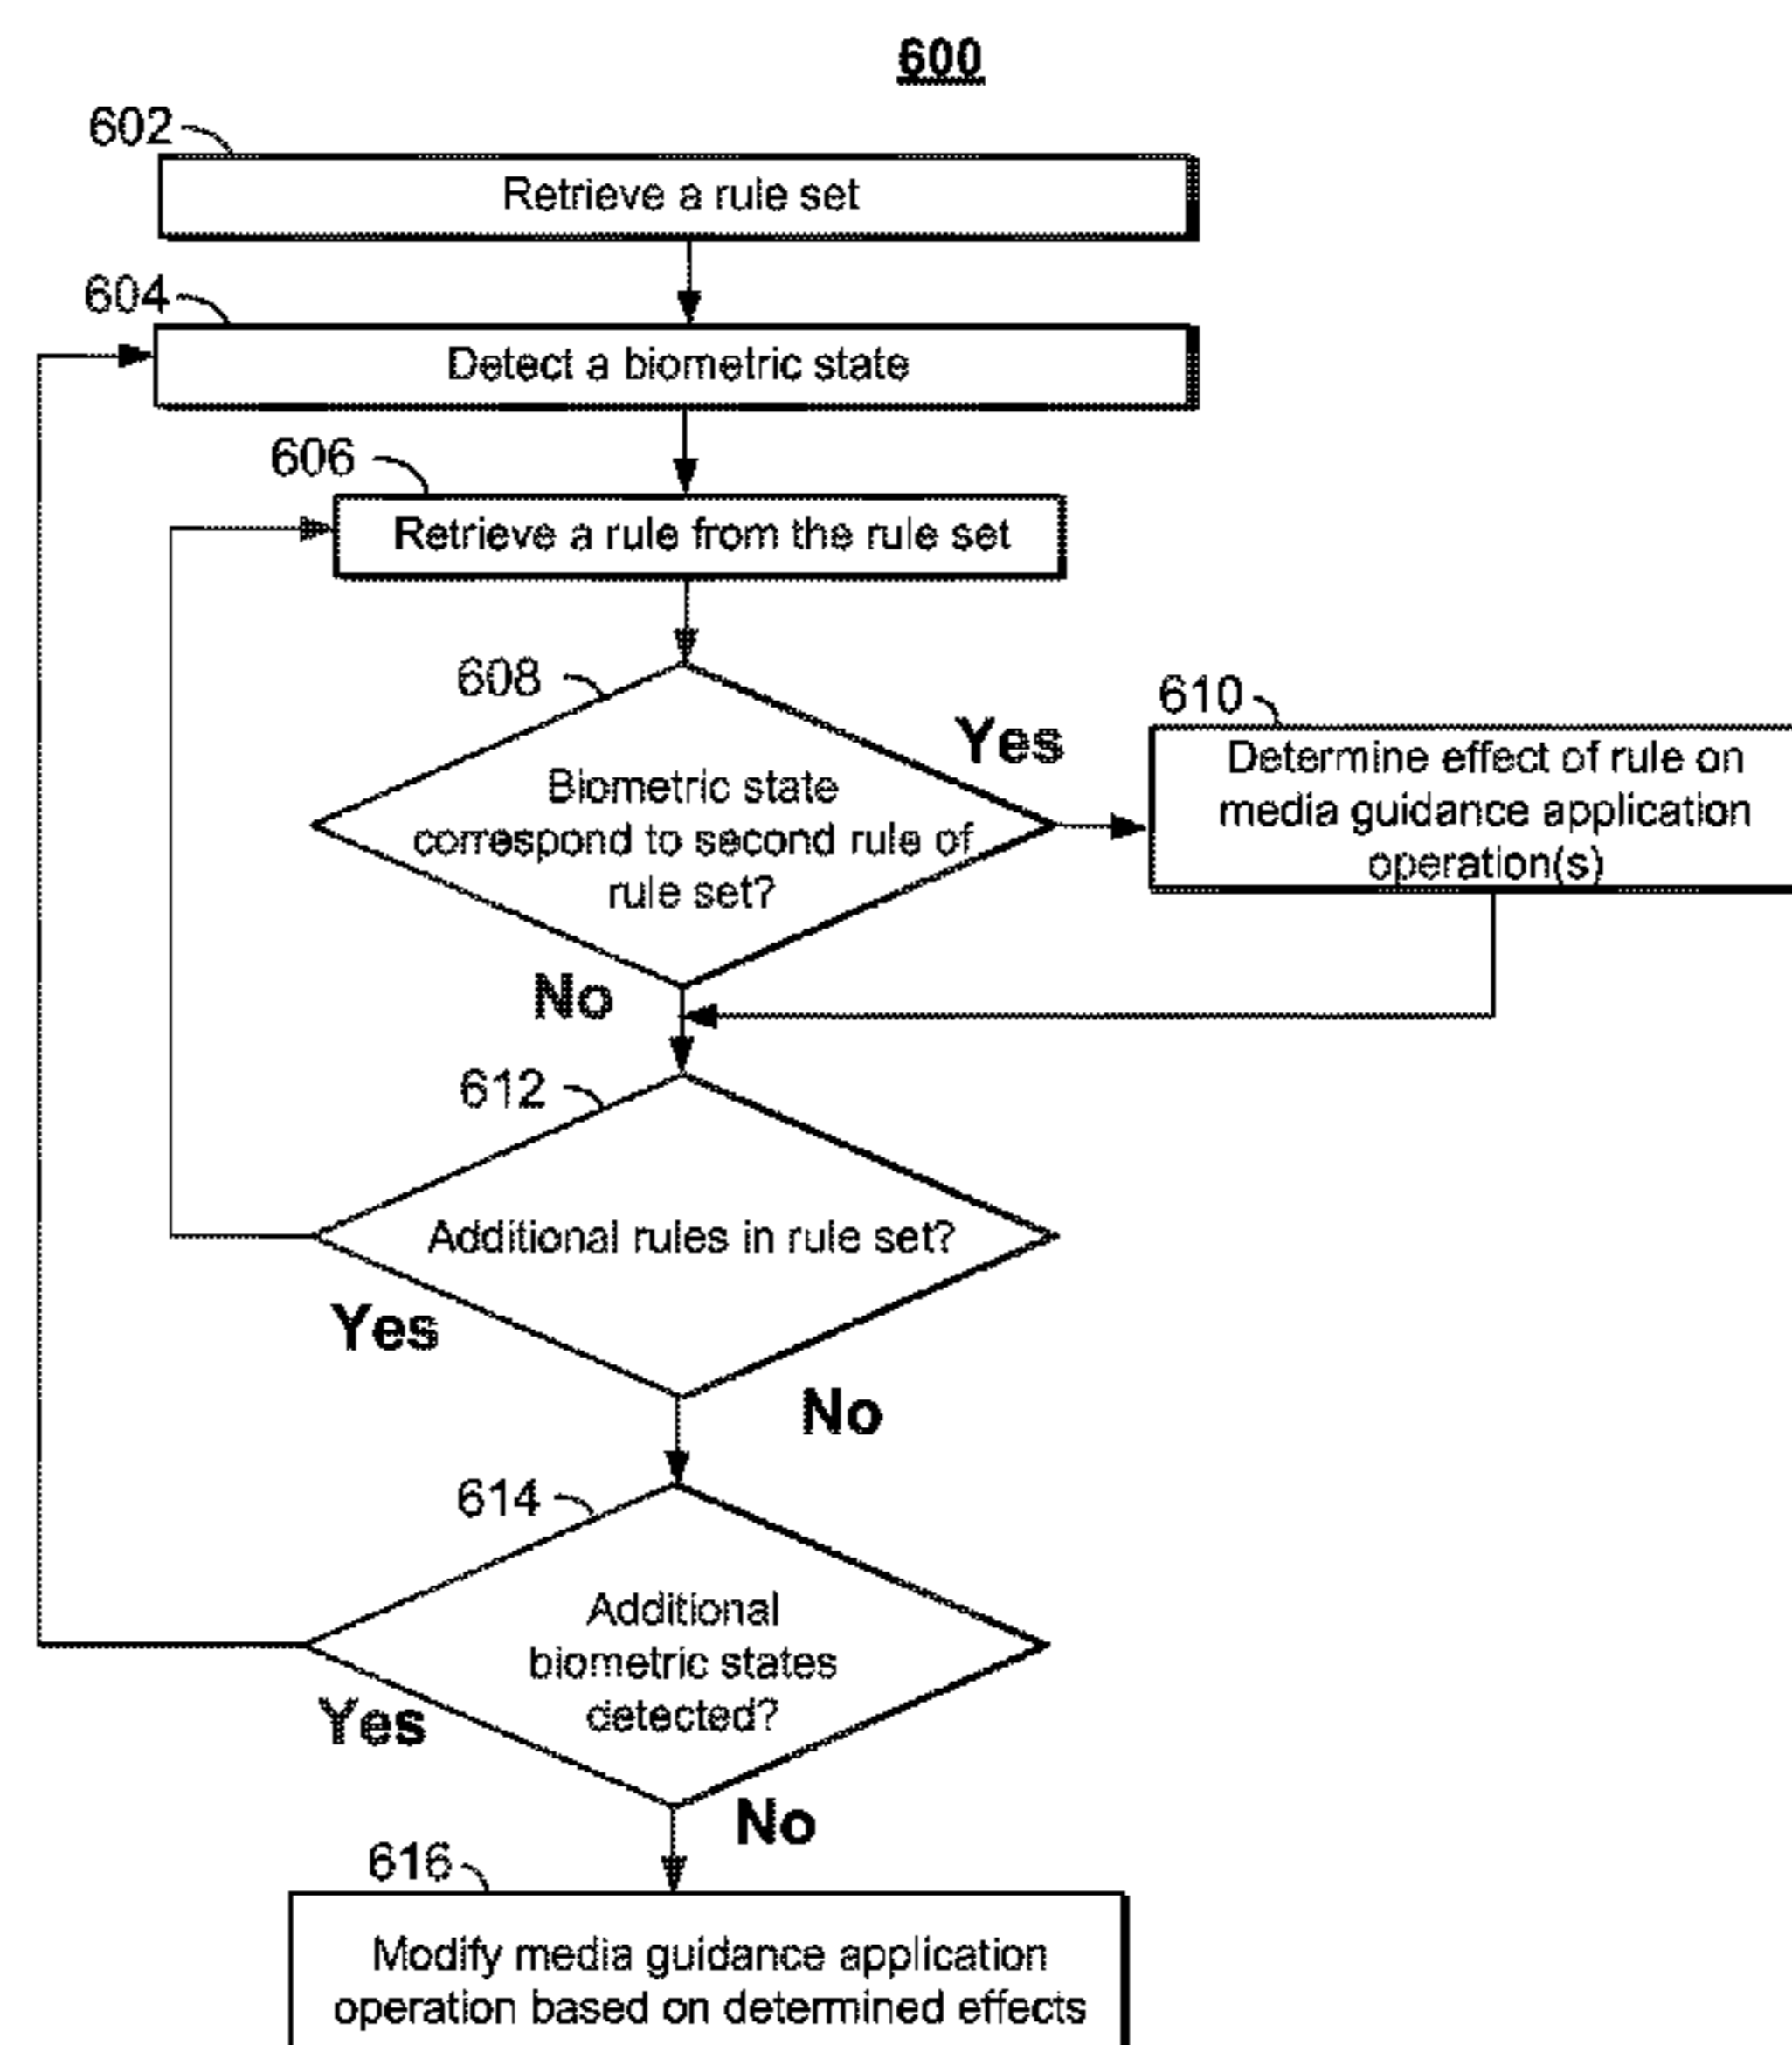 600
602
Retrieve a rule set
604
Detect a biometric state
606
Retrieve a rule from the rule set
608
Biometric state
correspond to second rule of
rule set?
Yes
610
Determine effect of rule on
media guidance application
operation(s)
No
612
Additional rules in rule set?
Yes
No
614
Additional
biometric states
detected?
Yes
No
616
Modify media guidance application
operation based on determined effects